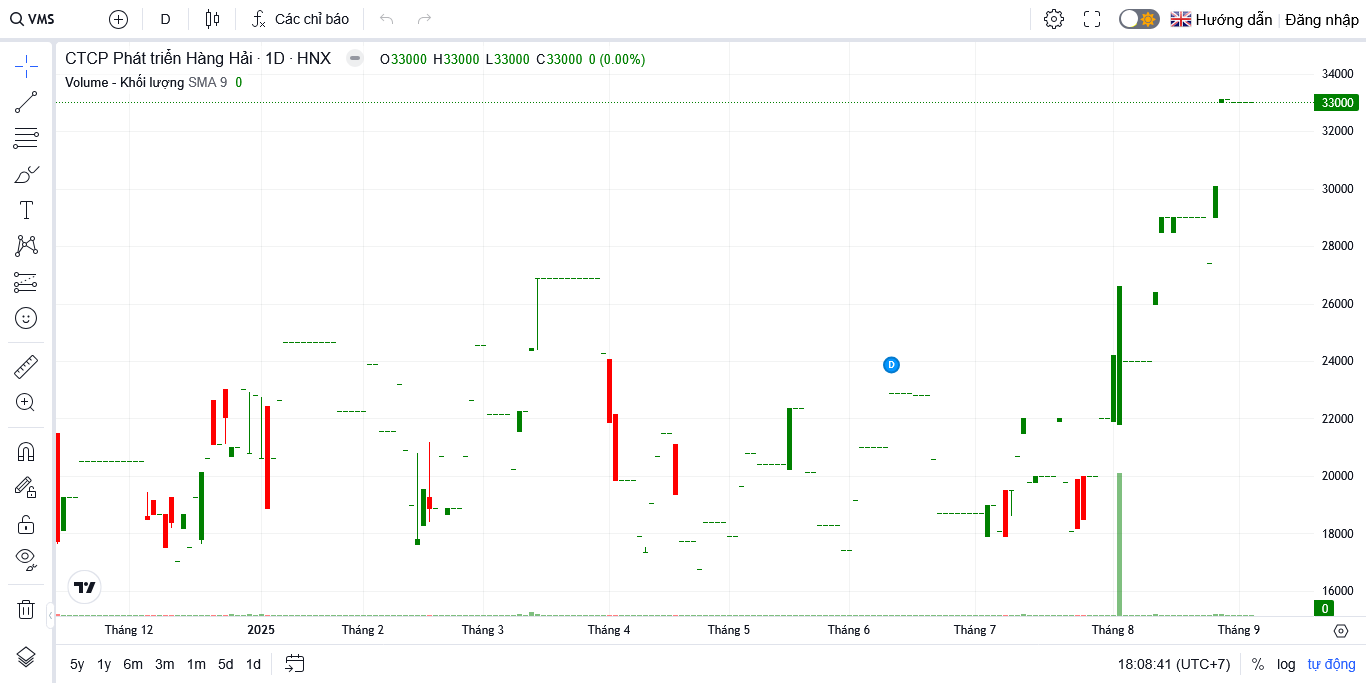 VMS D Các chỉ báo Hướng dẫn Đăng nhập
CTCP Phát triển Hàng Hải · 1D · HNX O33000 H33000 L33000 C33000 0 (0.00%)
Volume - Khối lượng SMA 9 0
34000
33000
32000
30000
28000
26000
24000
D
22000
20000
18000
16000
0
Tháng 12 2025 Tháng 2 Tháng 3 Tháng 4 Tháng 5 Tháng 6 Tháng 7 Tháng 8 Tháng 9
5y 1y 6m 3m 1m 5d 1d 18:08:41 (UTC+7) % log tự động